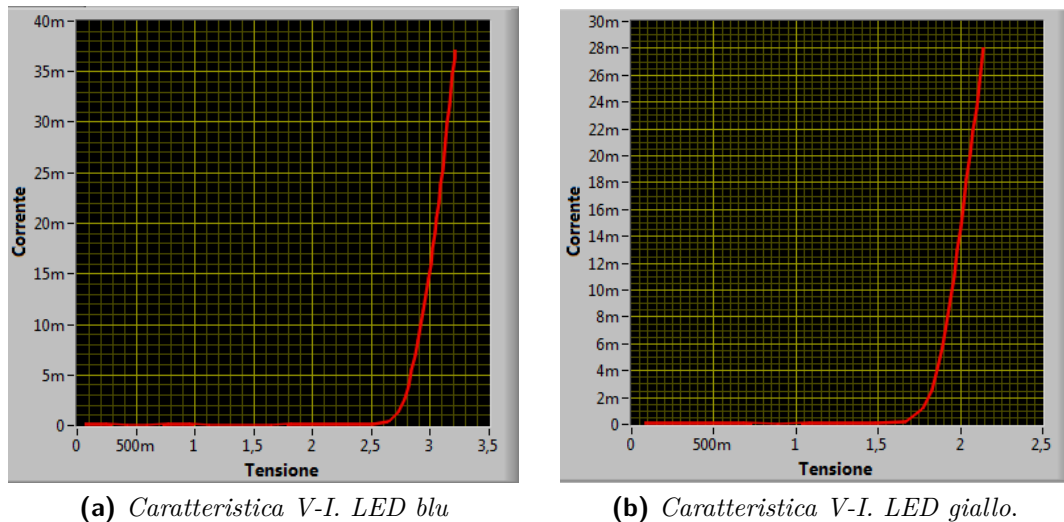 40m
35m
30m
25m
20m
15m
10m
5m
0
Corrente
0 500m 1 1,5 2 2,5 3 3,5
Tensione
(a) Caratteristica V-I. LED blu
30m
28m
26m
24m
22m
20m
18m
16m
14m
12m
10m
8m
6m
4m
2m
0
Corrente
0 500m 1 1,5 2 2,5
Tensione
(b) Caratteristica V-I. LED giallo.